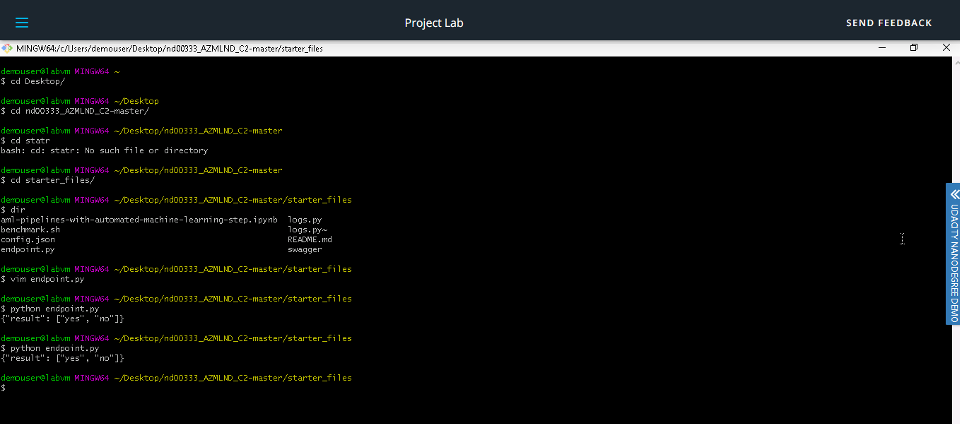 Project Lab
SEND FEEDBACK
MINGW64:/c/Users/demouser/Desktop/nd00333_AZMLND_C2-master/starter_files
demouser@labvm MINGW64 ~
$ cd Desktop/
demouser@labvm MINGW64 ~/Desktop
$ cd nd00333_AZMLND_C2-master/
demouser@labvm MINGW64 ~/Desktop/nd00333_AZMLND_C2-master
$ cd statr
bash: cd: statr: No such file or directory
demouser@labvm MINGW64 ~/Desktop/nd00333_AZMLND_C2-master
$ cd starter_files/
demouser@labvm MINGW64 ~/Desktop/nd00333_AZMLND_C2-master/starter_files
$ dir
aml-pipelines-with-automated-machine-learning-step.ipynb logs.py
benchmark.sh logs.py~
config.json README.md
endpoint.py swagger
demouser@labvm MINGW64 ~/Desktop/nd00333_AZMLND_C2-master/starter_files
$ vim endpoint.py
demouser@labvm MINGW64 ~/Desktop/nd00333_AZMLND_C2-master/starter_files
$ python endpoint.py
{"result": ["yes", "no"]}
demouser@labvm MINGW64 ~/Desktop/nd00333_AZMLND_C2-master/starter_files
$ python endpoint.py
{"result": ["yes", "no"]}
demouser@labvm MINGW64 ~/Desktop/nd00333_AZMLND_C2-master/starter_files
$
UDACITY NANODEGREE DEMO